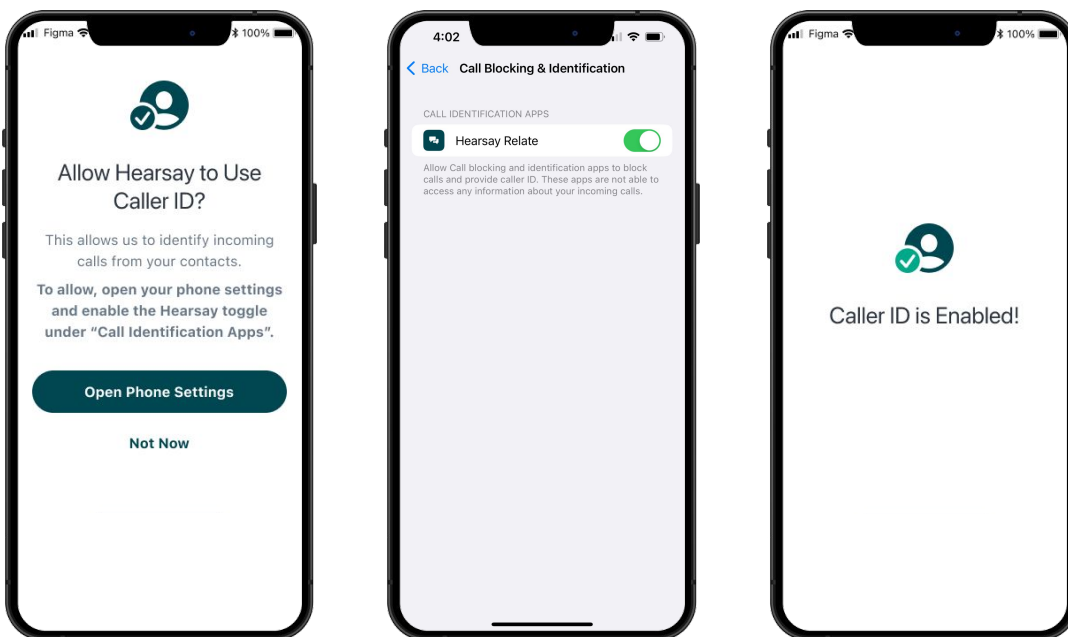 Figma
100%
Allow Hearsay to Use
Caller ID?
This allows us to identify incoming
calls from your contacts.
To allow, open your phone settings
and enable the Hearsay toggle
under “Call Identification Apps”.
Open Phone Settings
Not Now
4:02
Back Call Blocking & Identification
CALL IDENTIFICATION APPS
Hearsay Relate
Allow Call blocking and identification apps to block
calls and provide caller ID. These apps are not able to
access any information about your incoming calls.
Figma
100%
Caller ID is Enabled!